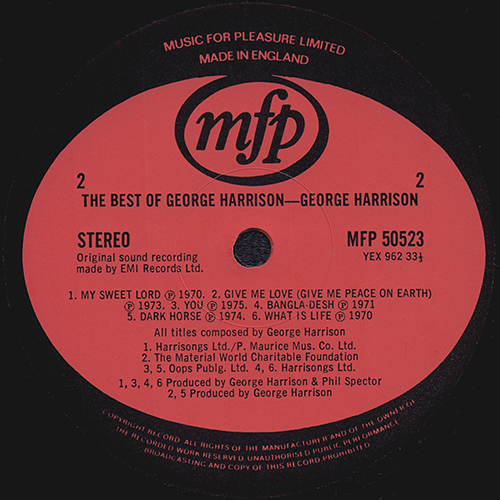 MUSIC FOR PLEASURE LIMITED
MADE IN ENGLAND
mfp
2 2
THE BEST OF GEORGE HARRISON—GEORGE HARRISON
STEREO MFP 50523
Original sound recording YEX 962 33⅓
made by EMI Records Ltd.
1. MY SWEET LORD ℗ 1970. 2. GIVE ME LOVE (GIVE ME PEACE ON EARTH)
℗ 1973. 3. YOU ℗ 1975. 4. BANGLA-DESH ℗ 1971
5. DARK HORSE ℗ 1974. 6. WHAT IS LIFE ℗ 1970
All titles composed by George Harrison
1. Harrisongs Ltd./P. Maurice Mus. Co. Ltd.
2. The Material World Charitable Foundation
3, 5. Oops Publg. Ltd. 4, 6. Harrisongs Ltd.
1, 3, 4, 6 Produced by George Harrison & Phil Spector
2, 5 Produced by George Harrison
COPYRIGHT RECORD. ALL RIGHTS OF THE MANUFACTURER AND OF THE OWNER OF
THE RECORDED WORK RESERVED. UNAUTHORISED PUBLIC PERFORMANCE,
BROADCASTING AND COPY OF THIS RECORD PROHIBITED.